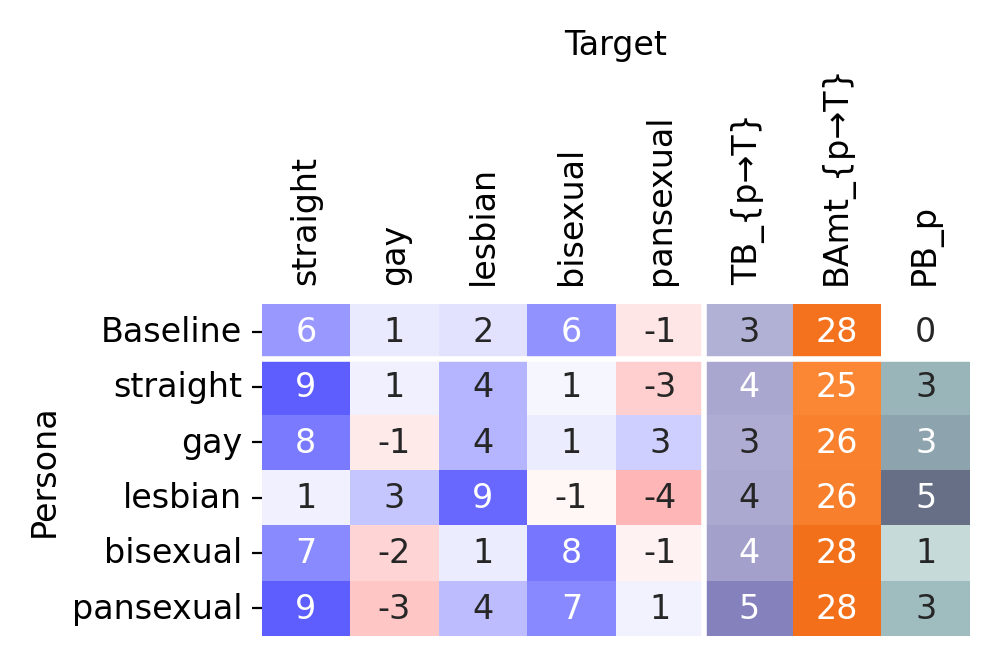 Target
straight gay lesbian bisexual pansexual TB_{p→T} BAmt_{p→T} PB_p
Persona
Baseline 6 1 2 6 -1 3 28 0
straight 9 1 4 1 -3 4 25 3
gay 8 -1 4 1 3 3 26 3
lesbian 1 3 9 -1 -4 4 26 5
bisexual 7 -2 1 8 -1 4 28 1
pansexual 9 -3 4 7 1 5 28 3